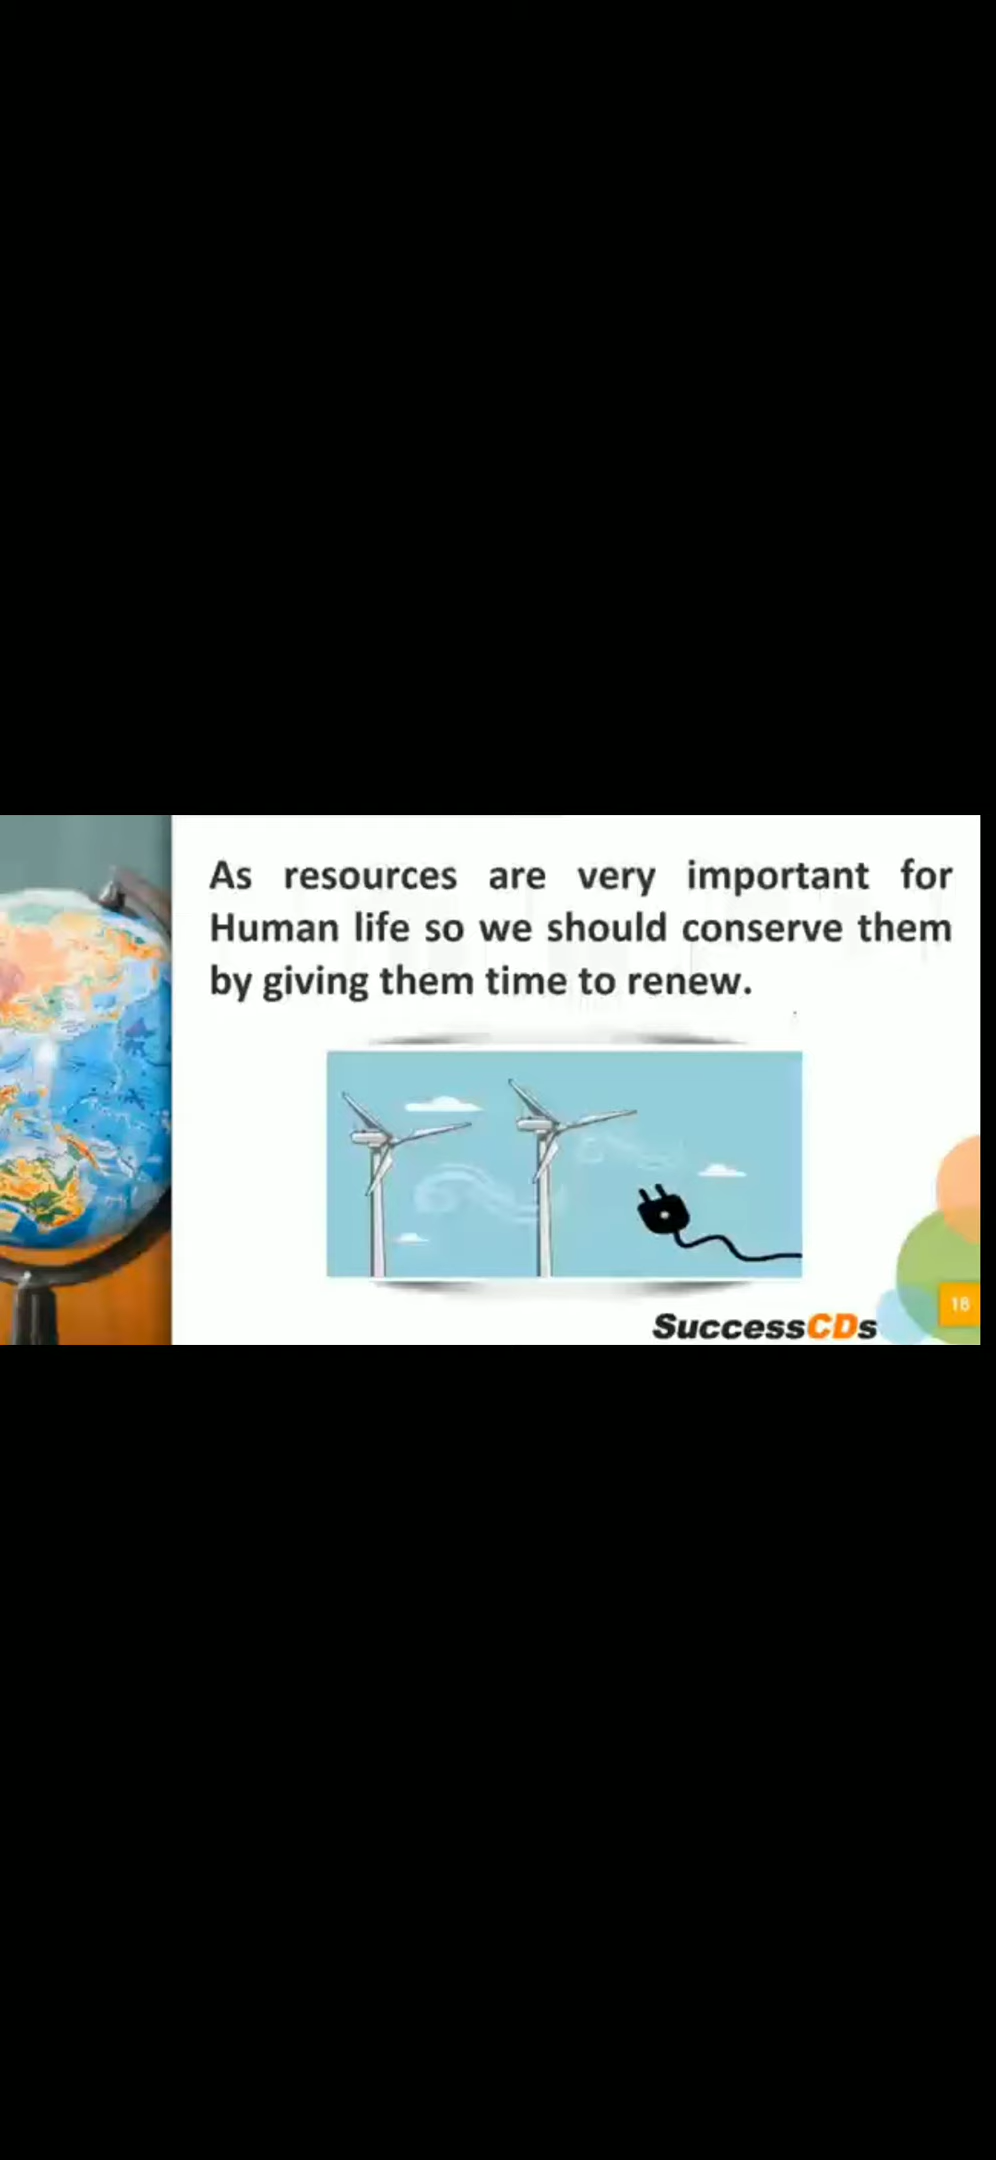 As resources are very important for
Human life so we should conserve them
by giving them time to renew.
SuccessCDs
18